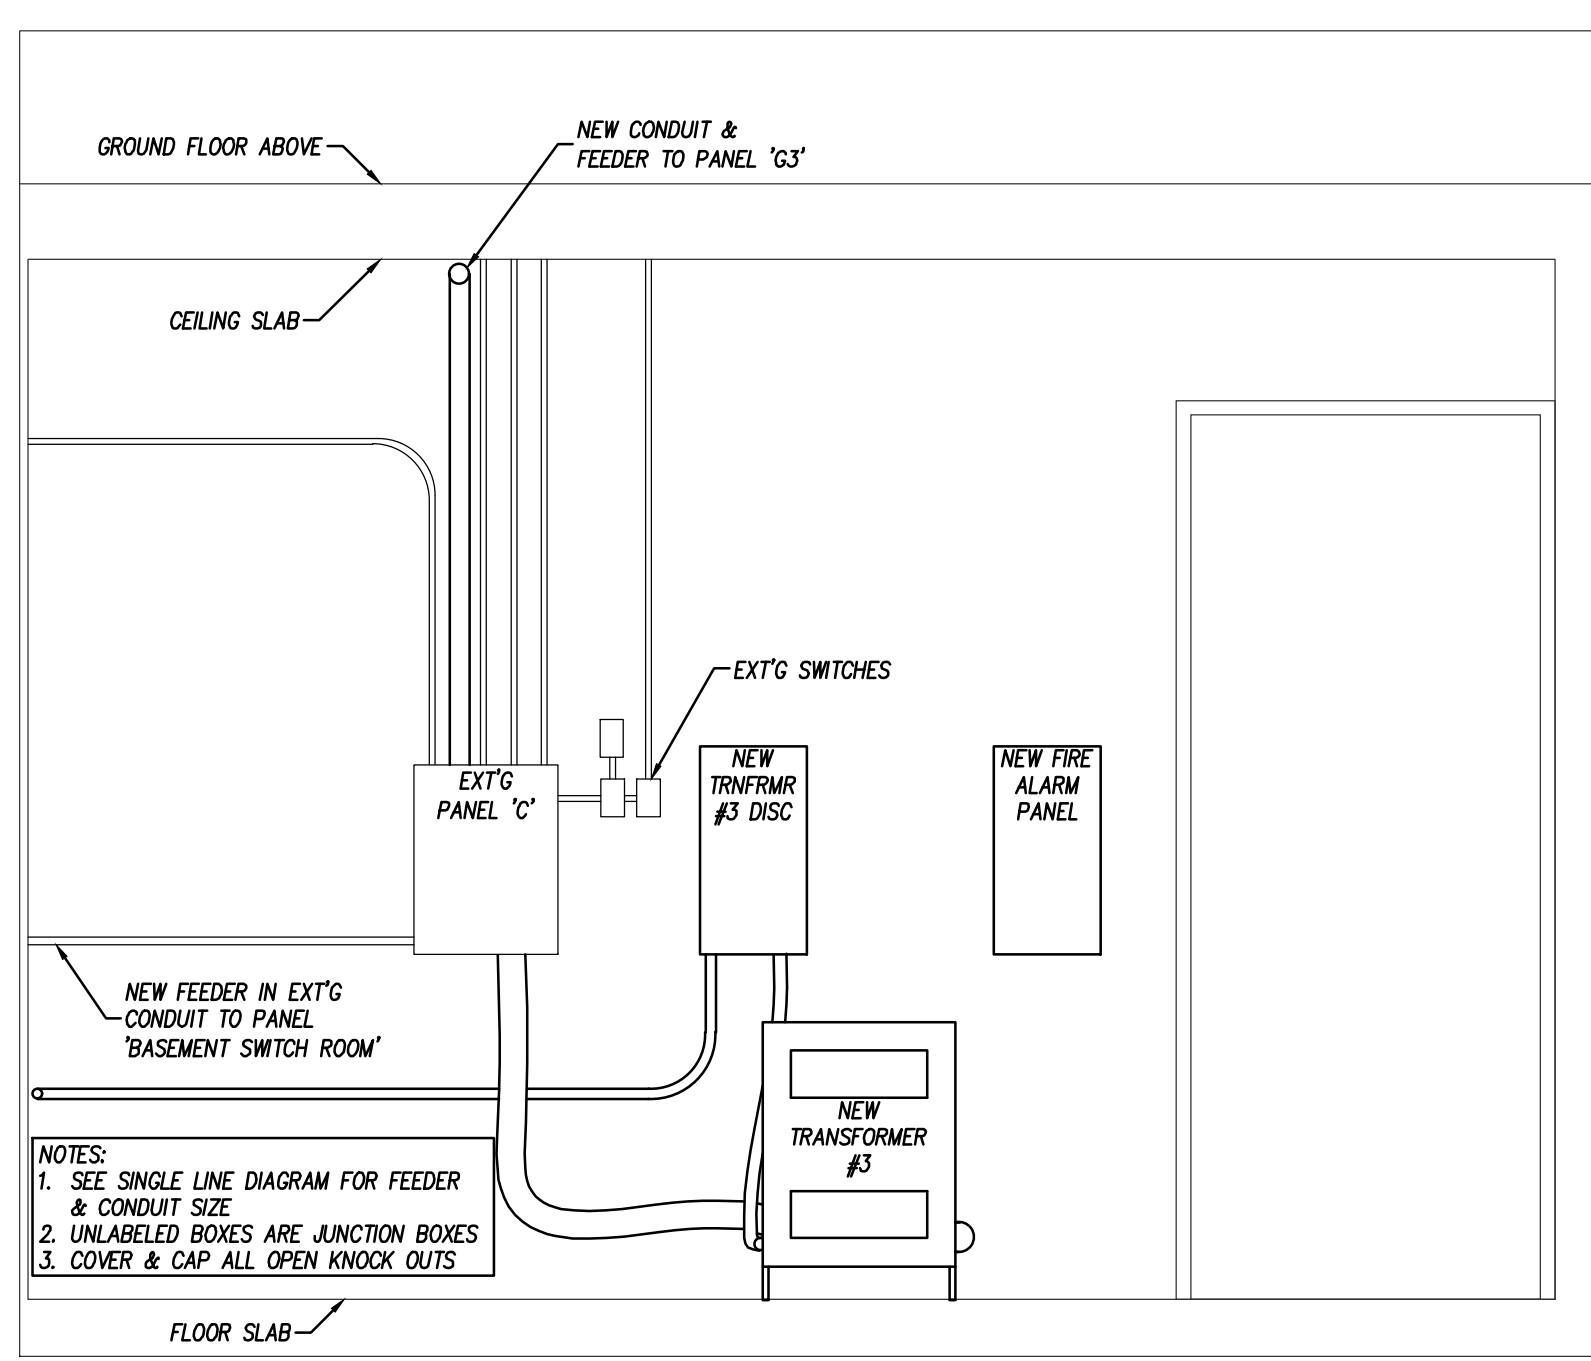 NEW CONDUIT &
FEEDER TO PANEL 'G3'
GROUND FLOOR ABOVE
CEILING SLAB
EXT'G SWITCHES
EXT'G
PANEL 'C'
NEW
TRNFRMR
#3 DISC
NEW FIRE
ALARM
PANEL
NEW FEEDER IN EXT'G
CONDUIT TO PANEL
'BASEMENT SWITCH ROOM'
NEW
TRANSFORMER
#3
NOTES:
1. SEE SINGLE LINE DIAGRAM FOR FEEDER
& CONDUIT SIZE
2. UNLABELED BOXES ARE JUNCTION BOXES
3. COVER & CAP ALL OPEN KNOCK OUTS
FLOOR SLAB